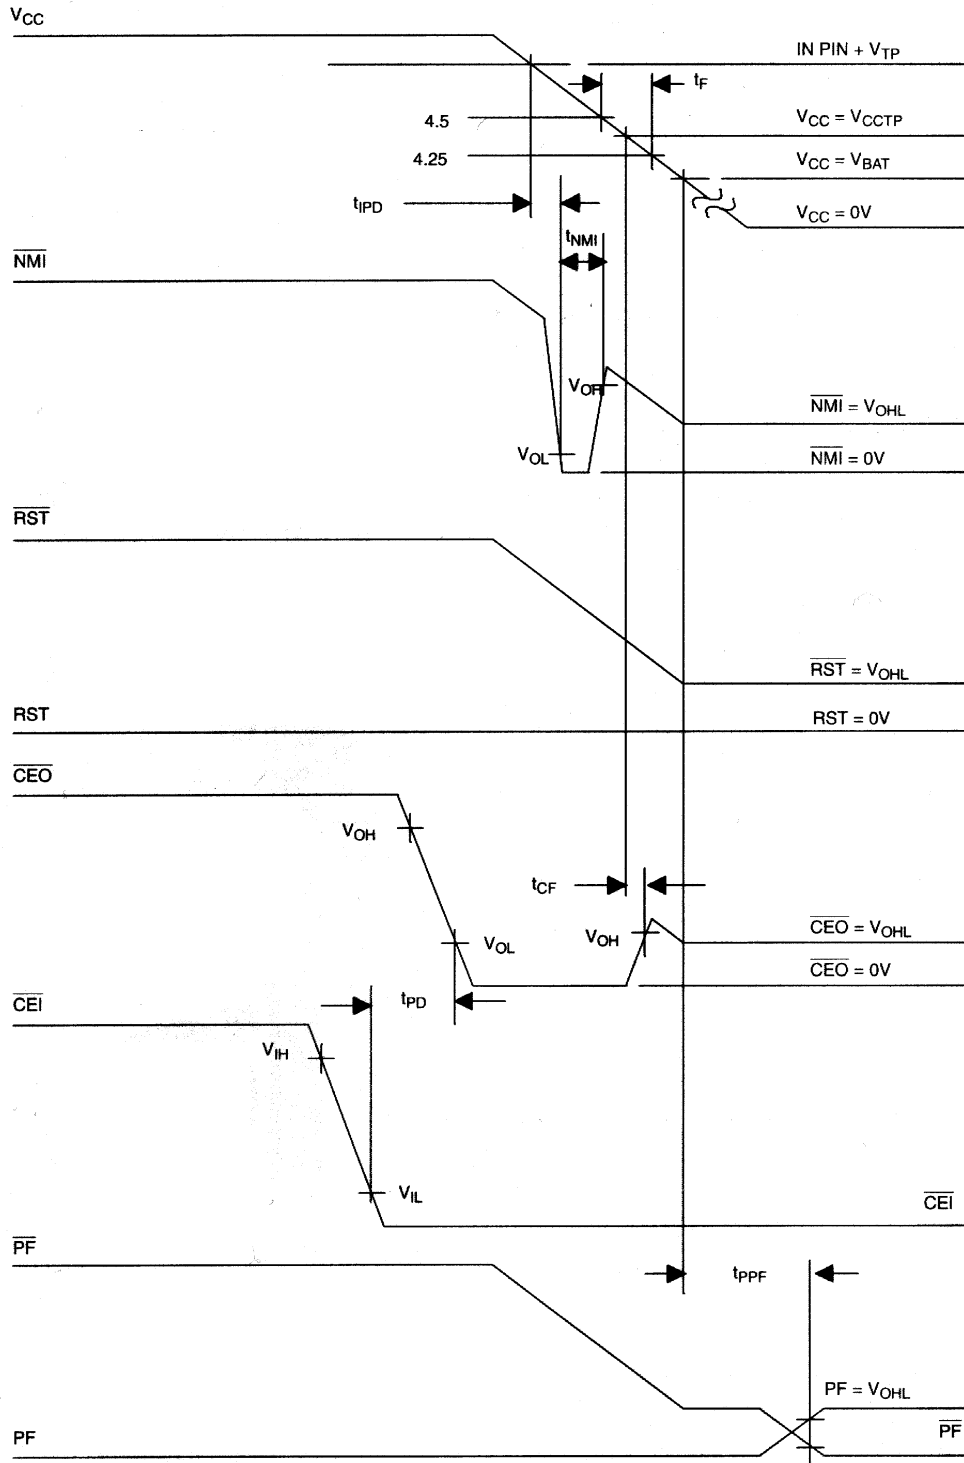 VCC
IN PIN + VTP
tF
4.5
VCC = VCCTP
4.25
VCC = VBAT
tIPD
VCC = 0V
tNMI
NMI
VOH
NMI = VOHL
VOL
NMI = 0V
RST
RST = VOHL
RST
RST = 0V
CEO
VOH
tCF
VOL
VOH
CEO = VOHL
CEO = 0V
CEI
tPD
VIH
VIL
CEI
PF
tPPF
PF = VOHL
PF
PF